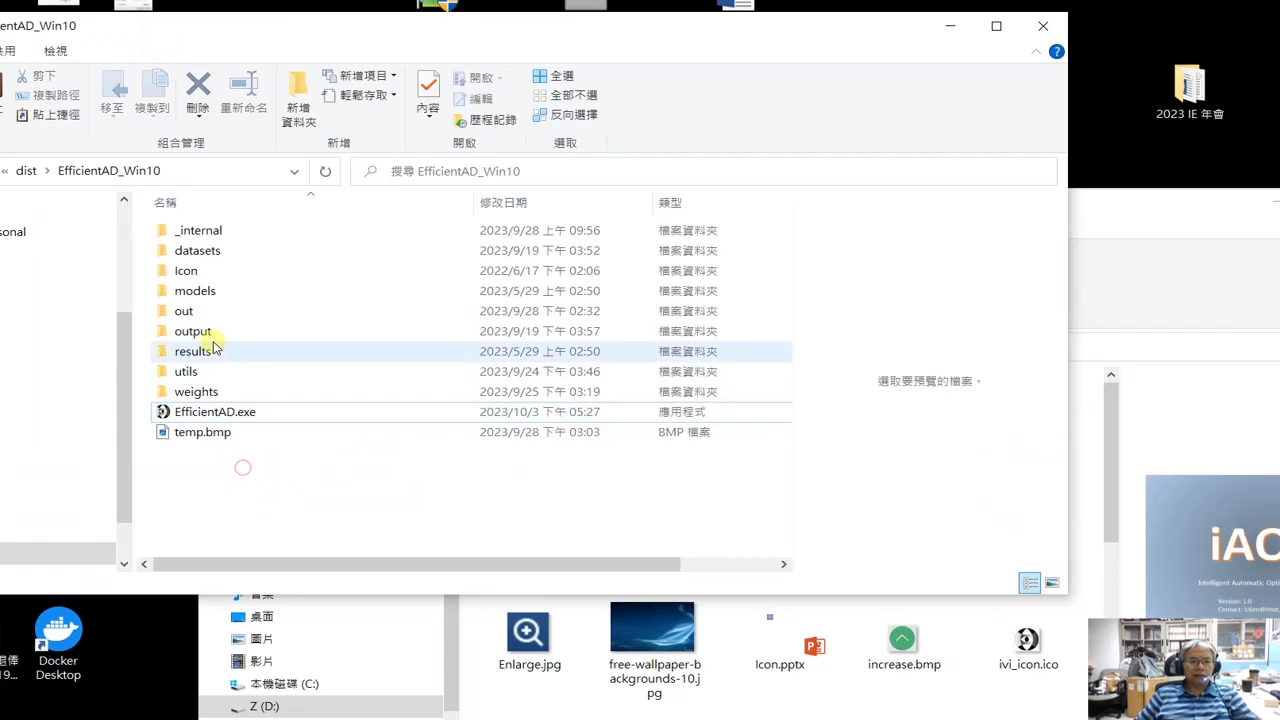 entAD_Win10
共用 檢視
剪下
複製路徑
貼上捷徑
移至
複製到
刪除
重新命名
組合管理
新增
資料夾
新增項目
輕鬆存取
新增
內容
開啟
編輯
歷程記錄
開啟
全選
全部不選
反向選擇
選取
« dist > EfficientAD_Win10
搜尋 EfficientAD_Win10
名稱 修改日期 類型
sonal
_internal 2023/9/28 上午 09:56 檔案資料夾
datasets 2023/9/19 下午 03:52 檔案資料夾
Icon 2022/6/17 下午 02:06 檔案資料夾
models 2023/5/29 上午 02:50 檔案資料夾
out 2023/9/28 下午 02:32 檔案資料夾
output 2023/9/19 下午 03:57 檔案資料夾
results 2023/5/29 上午 02:50 檔案資料夾
utils 2023/9/24 下午 03:46 檔案資料夾
weights 2023/9/25 下午 03:19 檔案資料夾
EfficientAD.exe 2023/10/3 下午 05:27 應用程式
temp.bmp 2023/9/28 下午 03:03 BMP 檔案
選取要預覽的檔案。
2023 IE 年會
iAO
Intelligent Automatic Opti
Version: 1.0
Docker
Desktop
桌面
圖片
影片
本機磁碟 (C:)
Z (D:)
Enlarge.jpg
free-wallpaper-b
ackgrounds-10.j
pg
Icon.pptx
increase.bmp
ivi_icon.ico